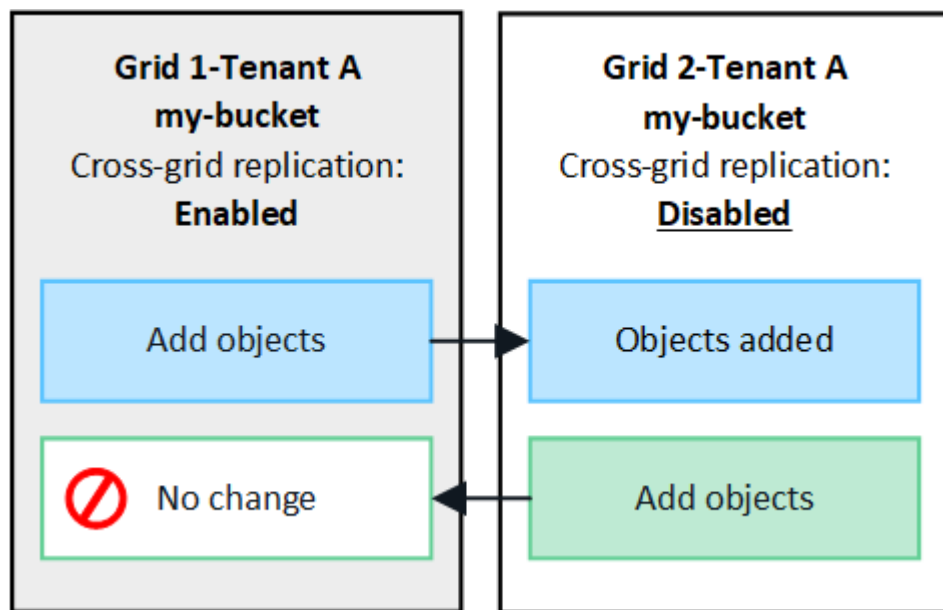 Grid 1-Tenant A
my-bucket
Cross-grid replication:
Enabled
Add objects
No change
Grid 2-Tenant A
my-bucket
Cross-grid replication:
Disabled
Objects added
Add objects